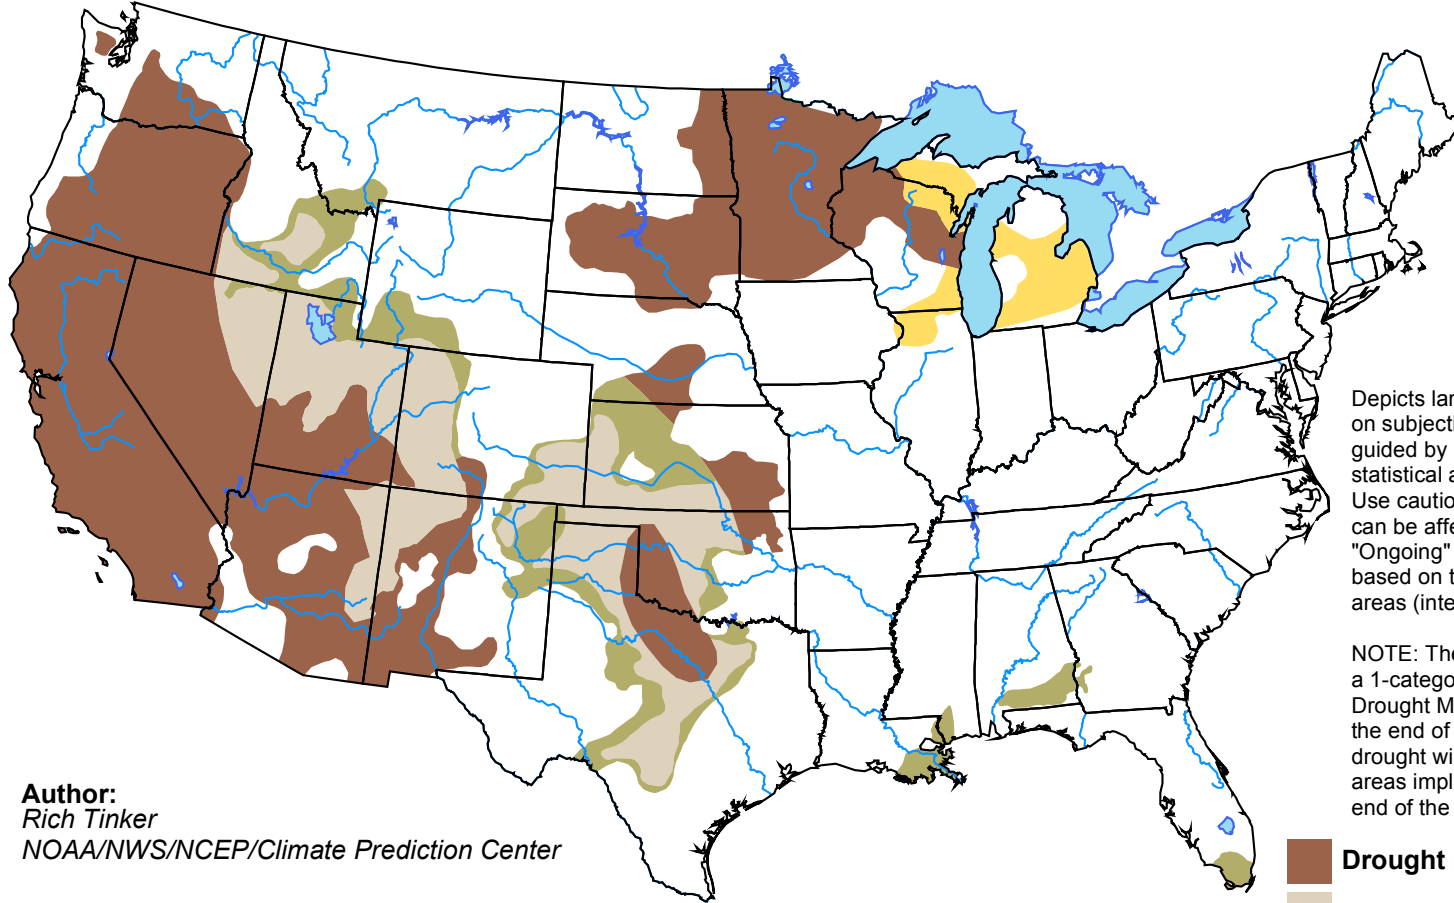 Depicts lar
on subjecti
guided by
statistical a
Use cautio
can be affe
"Ongoing"
based on t
areas (inte
NOTE: The
a 1-catego
Drought M
the end of
drought wi
areas impl
end of the
Author:
Rich Tinker
NOAA/NWS/NCEP/Climate Prediction Center
Drought